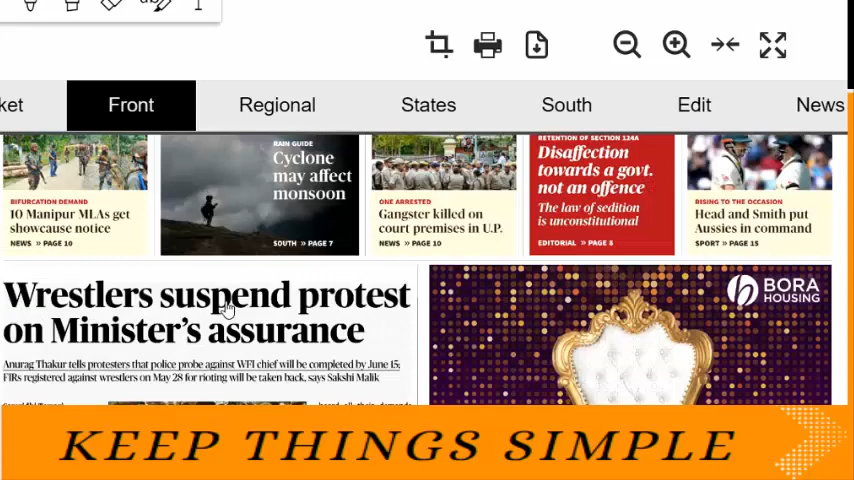 ket Front Regional States South Edit News
BIFURCATION DEMAND
10 Manipur MLAs get
showcause notice
NEWS » PAGE 10
RAIN GUIDE
Cyclone
may affect
monsoon
SOUTH » PAGE 7
ONE ARRESTED
Gangster killed on
court premises in U.P.
NEWS » PAGE 10
RETENTION OF SECTION 124A
Disaffection
towards a govt.
not an offence
The law of sedition
is unconstitutional
EDITORIAL » PAGE 8
RISING TO THE OCCASION
Head and Smith put
Aussies in command
SPORT » PAGE 15
Wrestlers suspend protest
on Minister's assurance
Anurag Thakur tells protesters that police probe against WFI chief will be completed by June 15;
FIRs registered against wrestlers on May 28 for rioting will be taken back, says Sakshi Malik
BORA
HOUSING
KEEP THINGS SIMPLE